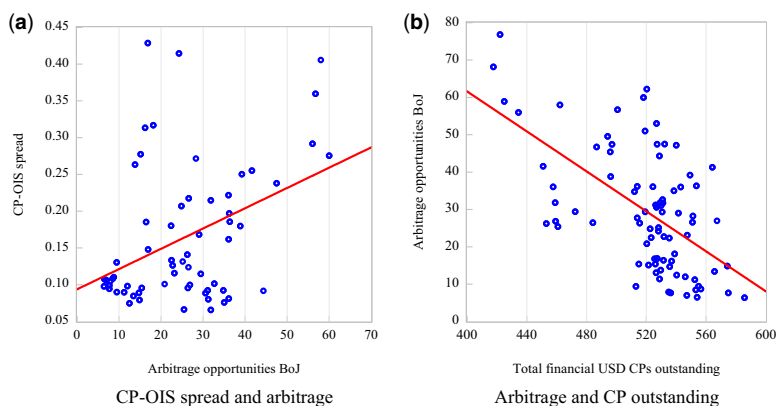 (a)
0.45
0.40
0.35
0.30
0.25
0.20
0.15
0.10
0.05
CP-OIS spread
0 10 20 30 40 50 60 70
Arbitrage opportunities BoJ
CP-OIS spread and arbitrage
(b)
80
70
60
50
40
30
20
10
0
Arbitrage opportunities BoJ
400 440 480 520 560 600
Total financial USD CPs outstanding
Arbitrage and CP outstanding